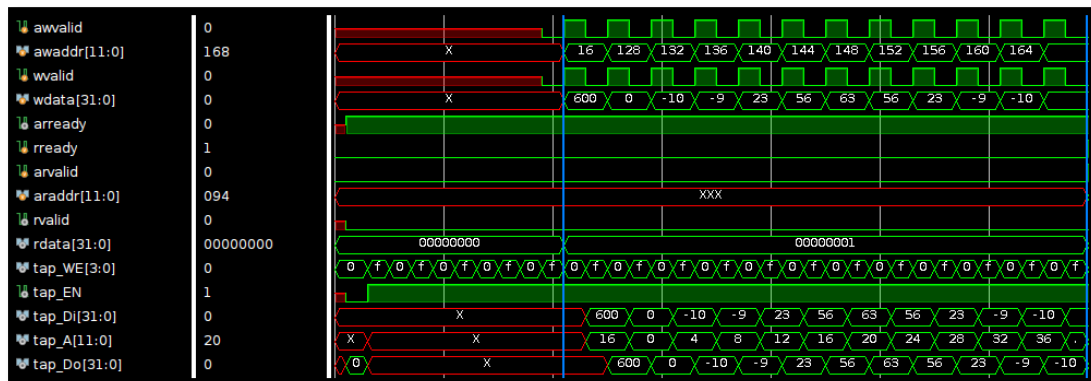 awvalid 0
awaddr[11:0] 168 X 16 128 132 136 140 144 148 152 156 160 164
wvalid 0
wdata[31:0] 0 X 600 0 -10 -9 23 56 63 56 23 -9 -10
arready 0
rready 1
arvalid 0
araddr[11:0] 094 XXX
rvalid 0
rdata[31:0] 00000000 00000000 00000001
tap_WE[3:0] 0 0 f 0 f 0 f 0 f 0 f 0 f 0 f 0 f 0 f 0 f 0 f 0 f 0 f 0 f 0 f 0 f
tap_EN 1
tap_Di[31:0] 0 X 600 0 -10 -9 23 56 63 56 23 -9 -10
tap_A[11:0] 20 X X 16 0 4 8 12 16 20 24 28 32 36 .
tap_Do[31:0] 0 0 X 600 0 -10 -9 23 56 63 56 23 -9 -10